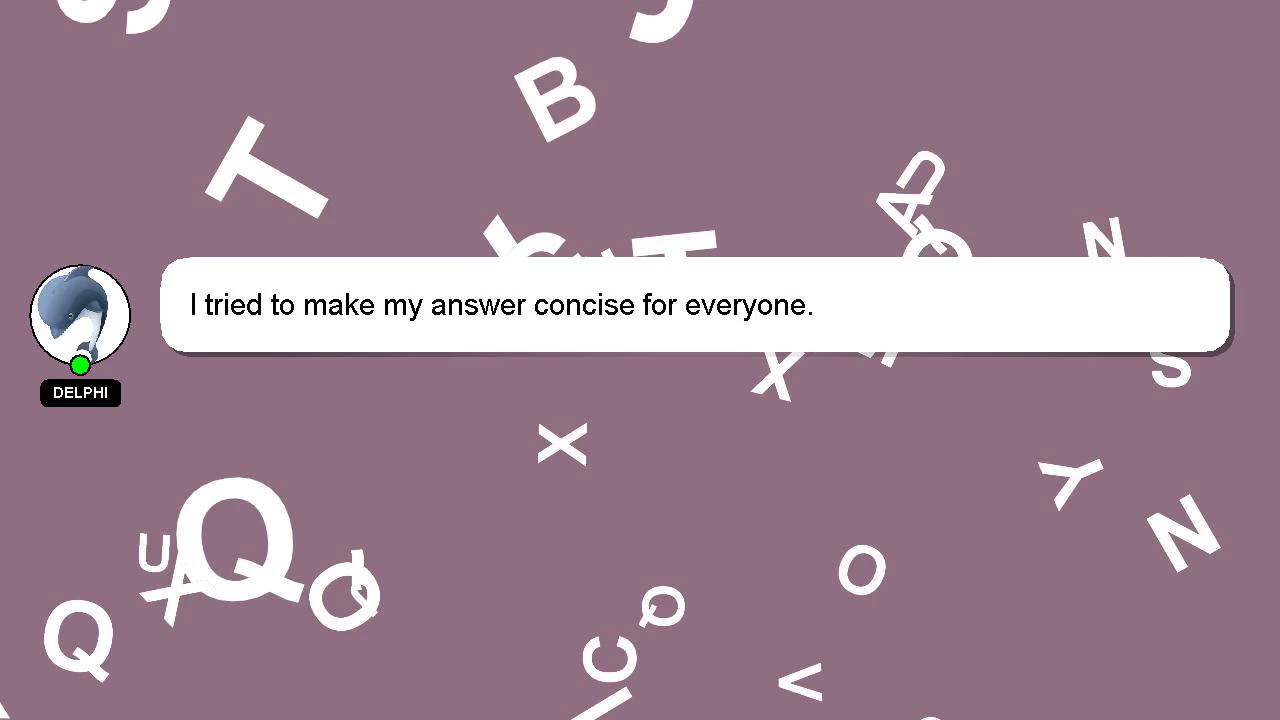 I tried to make my answer concise for everyone.
DELPHI
T
B
U
A
N
X
S
X
Y
N
Q
U
X
Q
Q
O
Q
C
V